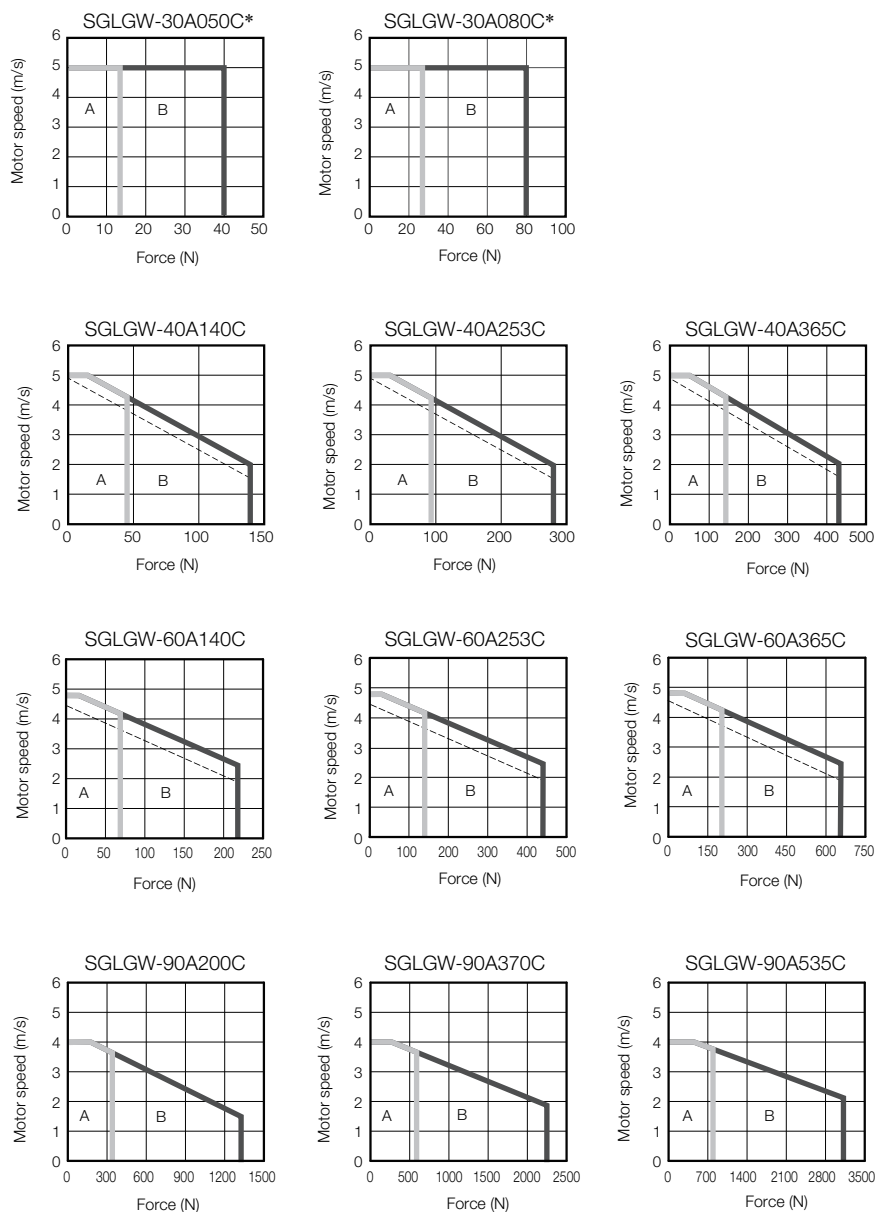 SGLGW-30A050C*
Motor speed (m/s)
6
5
4
3
2
1
0
A
B
0 10 20 30 40 50
Force (N)
SGLGW-30A080C*
Motor speed (m/s)
6
5
4
3
2
1
0
A
B
0 20 40 60 80 100
Force (N)
SGLGW-40A140C
Motor speed (m/s)
6
5
4
3
2
1
0
A
B
0 50 100 150
Force (N)
SGLGW-40A253C
Motor speed (m/s)
6
5
4
3
2
1
0
A
B
0 100 200 300
Force (N)
SGLGW-40A365C
Motor speed (m/s)
6
5
4
3
2
1
0
A
B
0 100 200 300 400 500
Force (N)
SGLGW-60A140C
Motor speed (m/s)
6
5
4
3
2
1
0
A
B
0 50 100 150 200 250
Force (N)
SGLGW-60A253C
Motor speed (m/s)
6
5
4
3
2
1
0
A
B
0 100 200 300 400 500
Force (N)
SGLGW-60A365C
Motor speed (m/s)
6
5
4
3
2
1
0
A
B
0 150 300 450 600 750
Force (N)
SGLGW-90A200C
Motor speed (m/s)
6
5
4
3
2
1
0
A
B
0 300 600 900 1200 1500
Force (N)
SGLGW-90A370C
Motor speed (m/s)
6
5
4
3
2
1
0
A
B
0 500 1000 1500 2000 2500
Force (N)
SGLGW-90A535C
Motor speed (m/s)
6
5
4
3
2
1
0
A
B
0 700 1400 2100 2800 3500
Force (N)